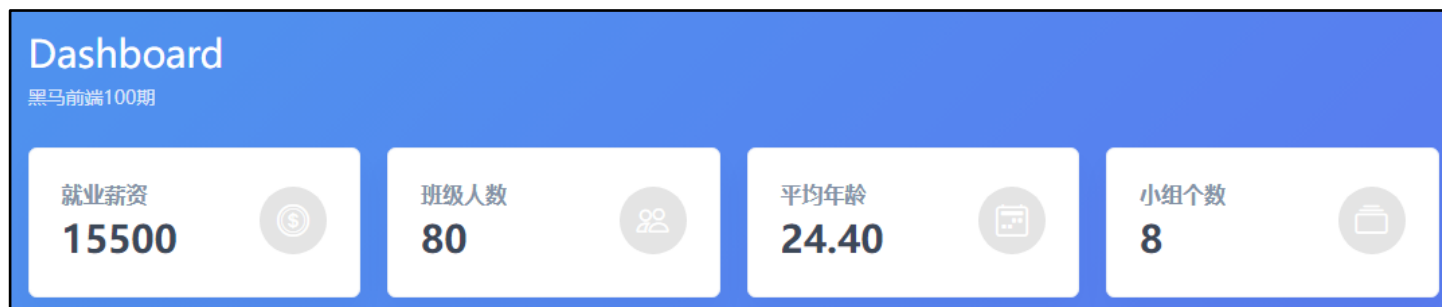 Dashboard
黑马前端100期
就业薪资
15500
班级人数
80
平均年龄
24.40
小组个数
8